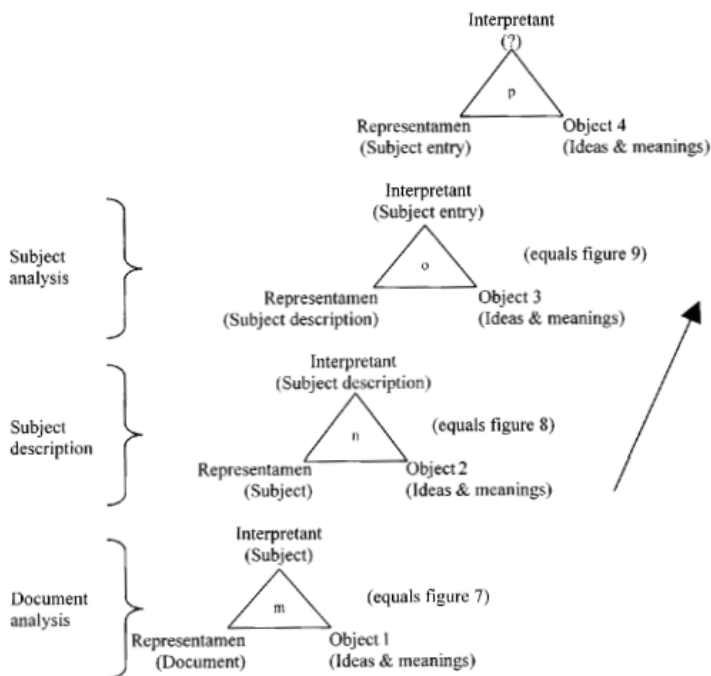 Interpretant
(?)
p
Representamen
(Subject entry)
Object 4
(Ideas & meanings)
Interpretant
(Subject entry)
Subject
analysis
o
(equals figure 9)
Representamen
(Subject description)
Object 3
(Ideas & meanings)
Interpretant
(Subject description)
Subject
description
n
(equals figure 8)
Representamen
(Subject)
Object 2
(Ideas & meanings)
Interpretant
(Subject)
Document
analysis
m
(equals figure 7)
Representamen
(Document)
Object 1
(Ideas & meanings)